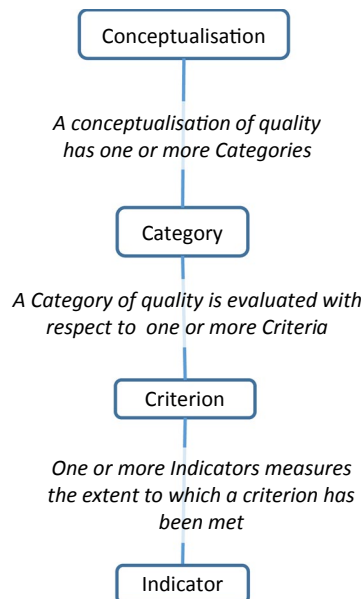 Conceptualisation
A conceptualisation of quality
has one or more Categories
Category
A Category of quality is evaluated with
respect to one or more Criteria
Criterion
One or more Indicators measures
the extent to which a criterion has
been met
Indicator